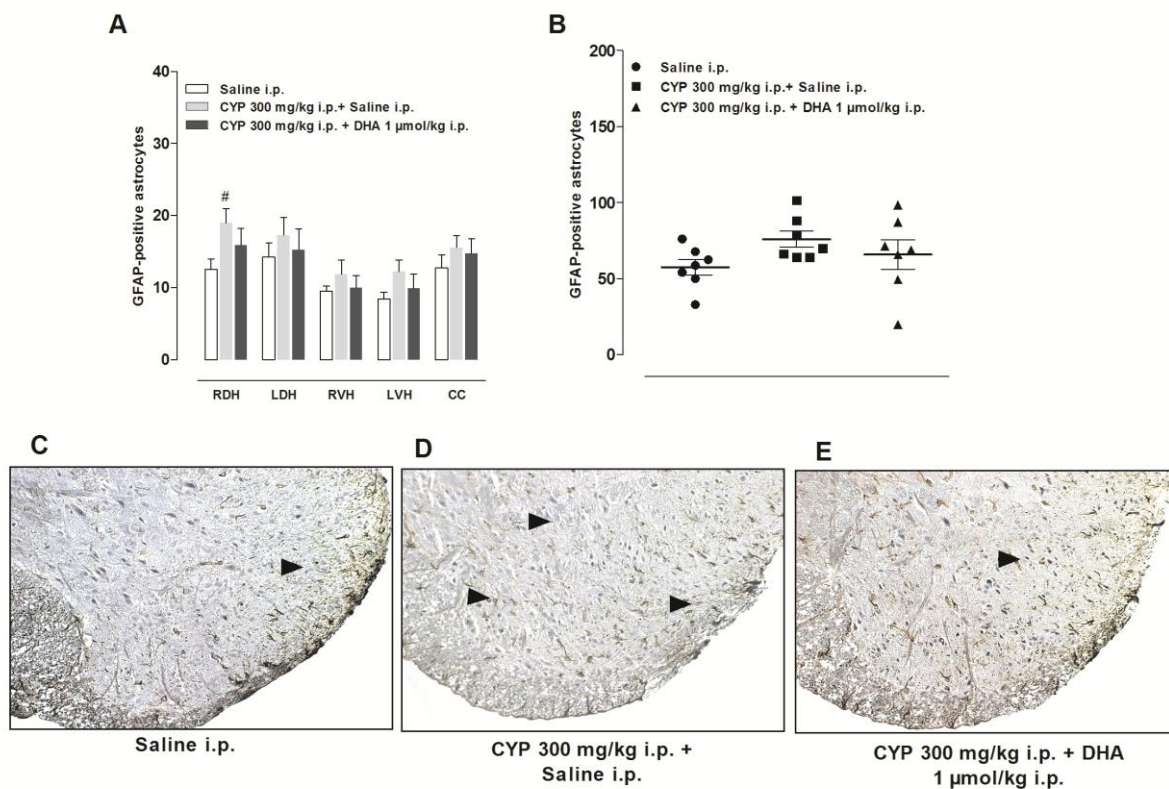 A
GFAP-positive astrocytes
40
30
20
10
0
Saline i.p.
CYP 300 mg/kg i.p.+ Saline i.p.
CYP 300 mg/kg i.p. + DHA 1 µmol/kg i.p.
#
RDH LDH RVH LVH CC
B
GFAP-positive astrocytes
200
150
100
50
0
Saline i.p.
CYP 300 mg/kg i.p.+ Saline i.p.
CYP 300 mg/kg i.p. + DHA 1 µmol/kg i.p.
C
Saline i.p.
D
CYP 300 mg/kg i.p. +
Saline i.p.
E
CYP 300 mg/kg i.p. + DHA
1 µmol/kg i.p.